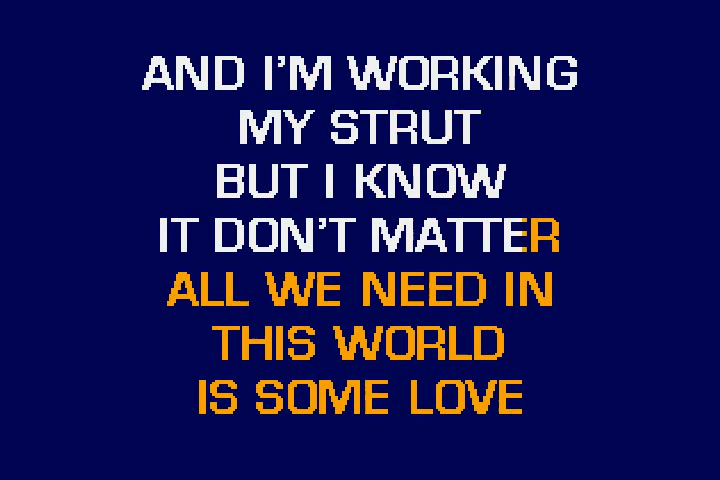 AND I'M WORKING
MY STRUT
BUT I KNOW
IT DON'T MATTER
ALL WE NEED IN
THIS WORLD
IS SOME LOVE